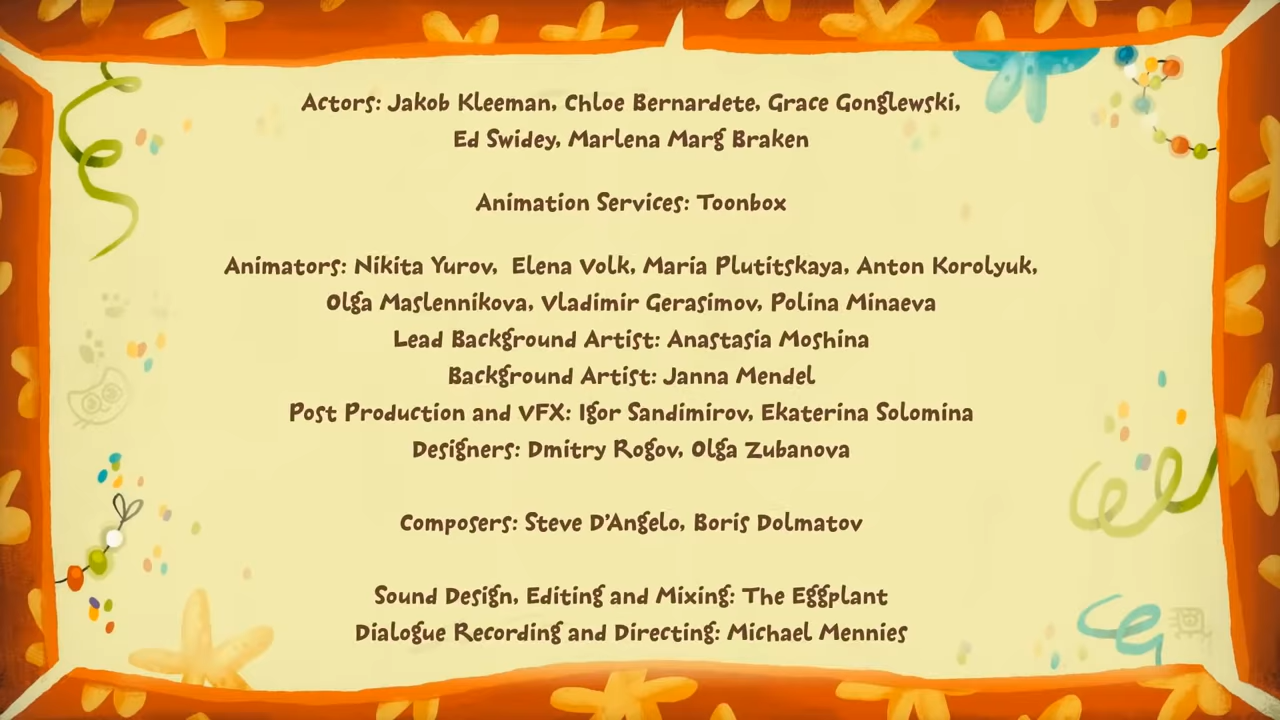 Actors: Jakob Kleeman, Chloe Bernardete, Grace Gonglewski,
Ed Swidey, Marlena Marg Braken
Animation Services: Toonbox
Animators: Nikita Yurov,  Elena Volk, Maria Plutitskaya, Anton Korolyuk,
Olga Maslennikova, Vladimir Gerasimov, Polina Minaeva
Lead Background Artist: Anastasia Moshina
Background Artist: Janna Mendel
Post Production and VFX: Igor Sandimirov, Ekaterina Solomina
Designers: Dmitry Rogov, Olga Zubanova
Composers: Steve D'Angelo, Boris Dolmatov
Sound Design, Editing and Mixing: The Eggplant
Dialogue Recording and Directing: Michael Mennies